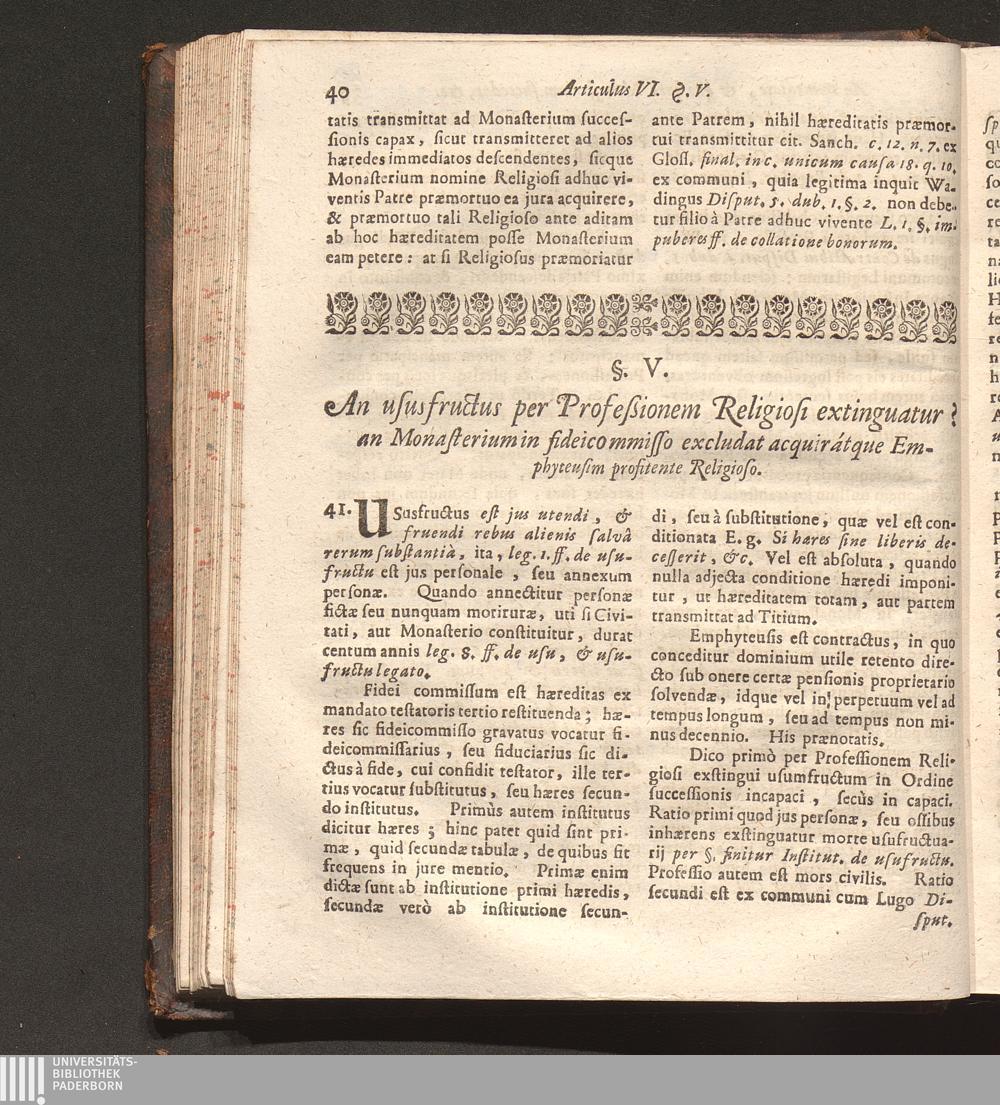 40 Articulus VI. §. V.
tatis transmittat ad Monasterium succes-
sionis capax, sicut transmitteret ad alios
hæredes immediatos descendentes, sicque
Monasterium nomine Religiosi adhuc vi-
ventis Patre præmortuo ea jura acquirere,
& præmortuo tali Religioso ante aditam
ab hoc hæreditatem posse Monasterium
eam petere: at si Religiosus præmoriatur
ante Patrem, nihil hæreditatis præmor-
tui transmittitur cit. Sanch. c. 12. n. 7. ex
Gloss. final. in c. unicum causa 18. q. 10.
ex communi, quia legitima inquit Wa-
dingus Disput. 5. dub. 1. §. 2. non debe-
tur filio à Patre adhuc vivente L. 1. §. im-
puberes ff. de collatione bonorum.
§. V.
An ususfructus per Professionem Religiosi extinguatur?
an Monasterium in fideicommisso excludat acquirátque Em-
phyteusim profitente Religioso.
41. USusfructus est jus utendi, &
fruendi rebus alienis salvâ
rerum substantiâ, ita, leg. 1. ff. de usu-
fructu est jus personale, seu annexum
personæ. Quando annectitur personæ
fictæ seu nunquam morituræ, uti si Civi-
tati, aut Monasterio constituitur, durat
centum annis leg. 8. ff. de usu, & usu-
fructu legato.
Fidei commissum est hæreditas ex
mandato testatoris tertio restituenda; hæ-
res sic fideicommisso gravatus vocatur fi-
deicommissarius, seu fiduciarius sic di-
ctus à fide, cui confidit testator, ille ter-
tius vocatur substitutus, seu hæres secun-
do institutus. Primùs autem institutus
dicitur hæres; hinc patet quid sint pri-
mæ, quid secundæ tabulæ, de quibus fit
frequens in jure mentio. Primæ enim
dictæ sunt ab institutione primi hæredis,
secundæ verò ab institutione secun-
di, seu à substitutione, quæ vel est con-
ditionata E. g. Si hæres sine liberis de-
cesserit, &c. Vel est absoluta, quando
nulla adjecta conditione hæredi imponi-
tur, ut hæreditatem totam, aut partem
transmittat ad Titium.
Emphyteusis est contractus, in quo
conceditur dominium utile retento dire-
cto sub onere certæ pensionis proprietario
solvendæ, idque vel in perpetuum vel ad
tempus longum, seu ad tempus non mi-
nus decennio. His prænotatis.
Dico primò per Professionem Reli-
giosi exstingui usumfructum in Ordine
successionis incapaci, secùs in capaci.
Ratio primi quod jus personæ, seu ossibus
inhærens exstinguatur morte usufructua-
rij per §. finitur Institut. de usufructu.
Professio autem est mors civilis. Ratio
secundi est ex communi cum Lugo Di-
sput.
UNIVERSITÄTS-
BIBLIOTHEK
PADERBORN